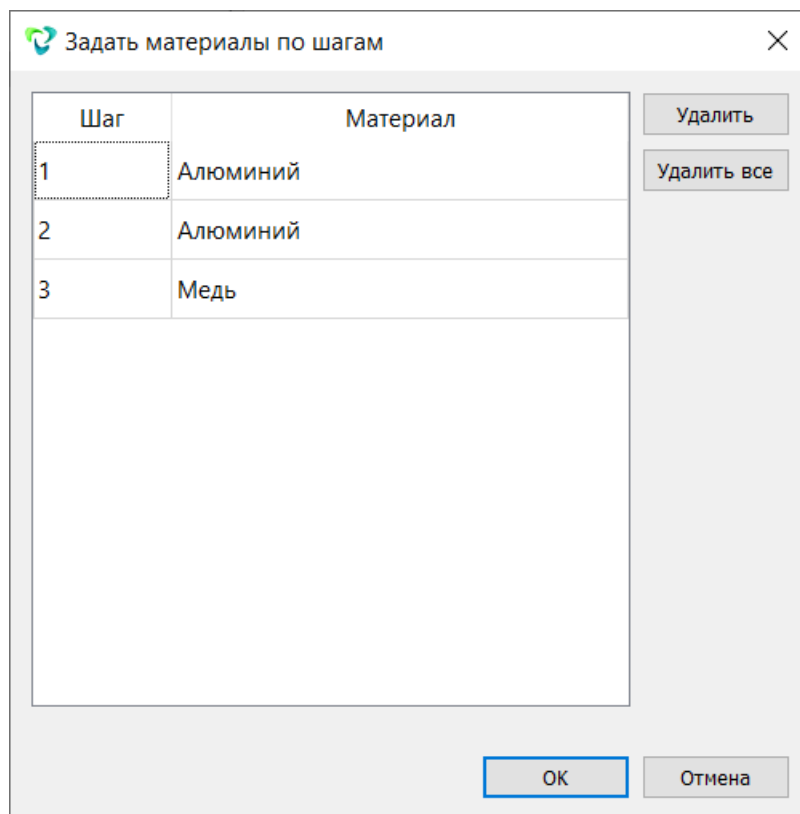 Задать материалы по шагам
Шаг Материал
1 Алюминий
2 Алюминий
3 Медь
Удалить
Удалить все
OK Отмена